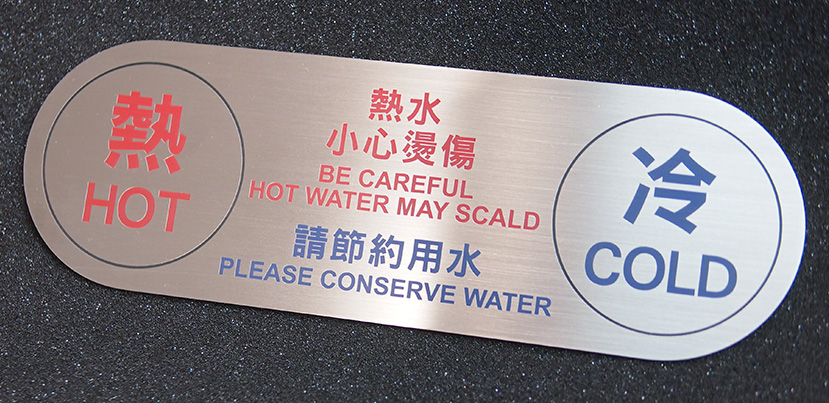 熱
HOT
熱水
小心燙傷
BE CAREFUL
HOT WATER MAY SCALD
請節約用水
PLEASE CONSERVE WATER
冷
COLD